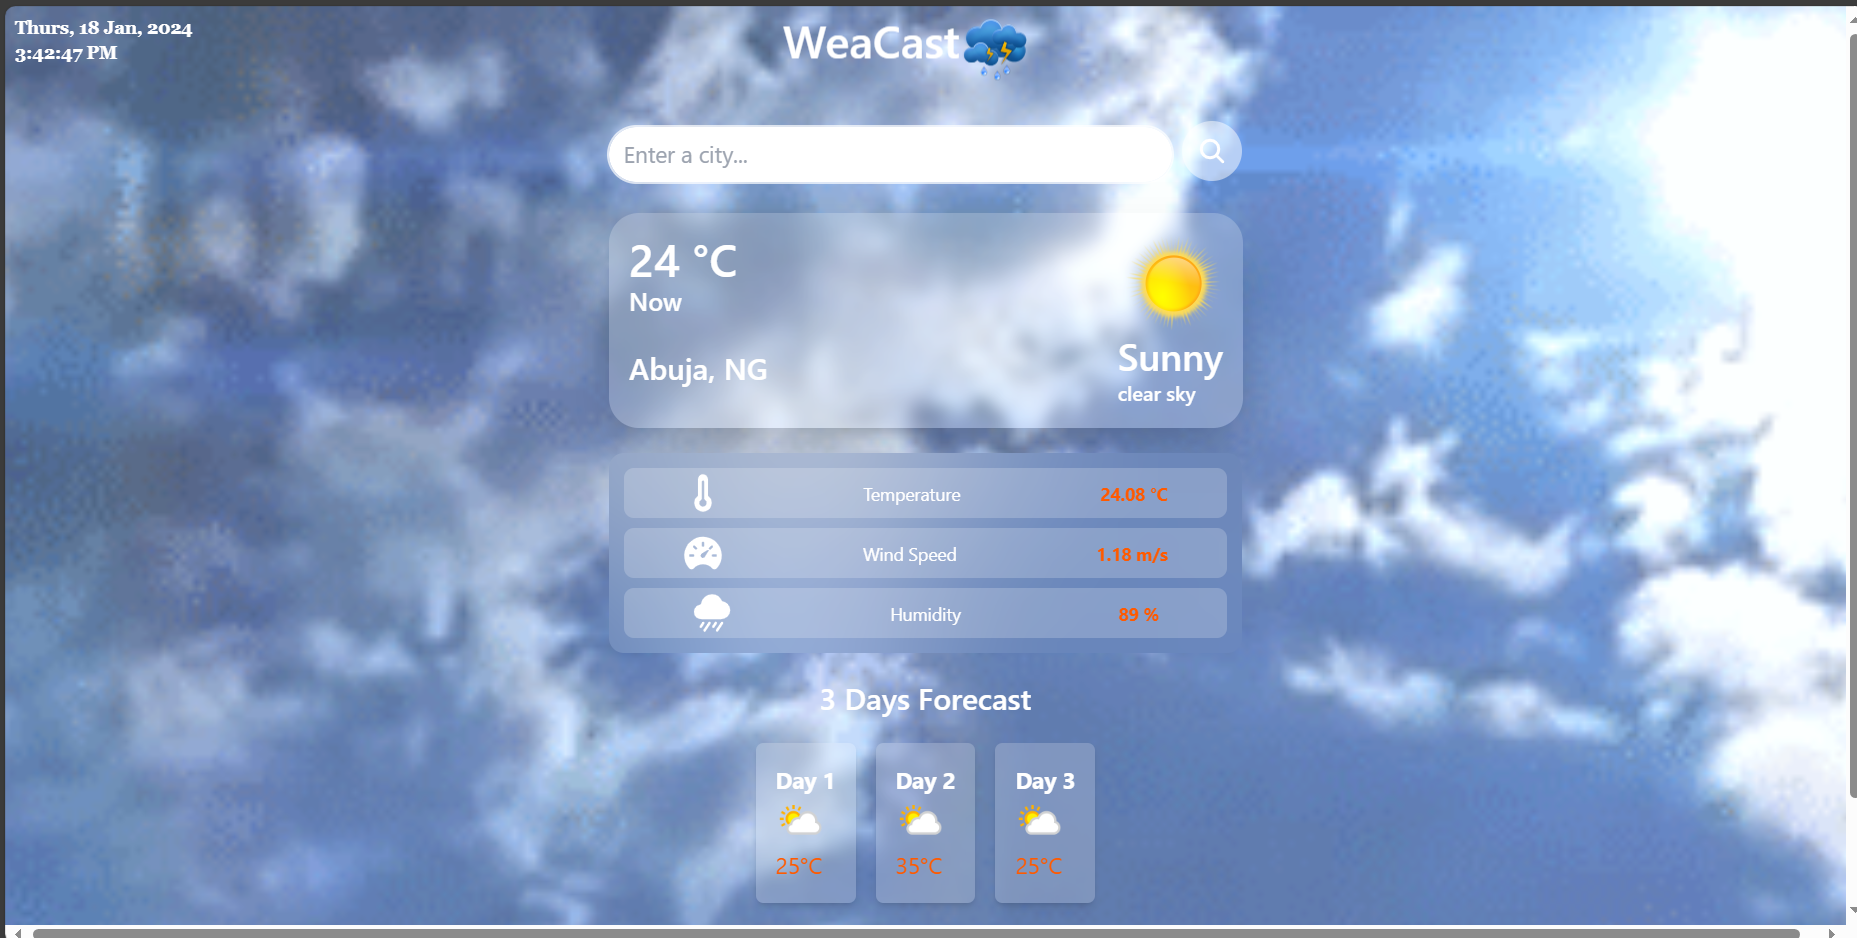 Thurs, 18 Jan, 2024
3:42:47 PM
WeaCast
Enter a city...
24 °C
Now
Abuja, NG
Sunny
clear sky
Temperature 24.08 °C
Wind Speed 1.18 m/s
Humidity 89 %
3 Days Forecast
Day 1 Day 2 Day 3
25°C 35°C 25°C